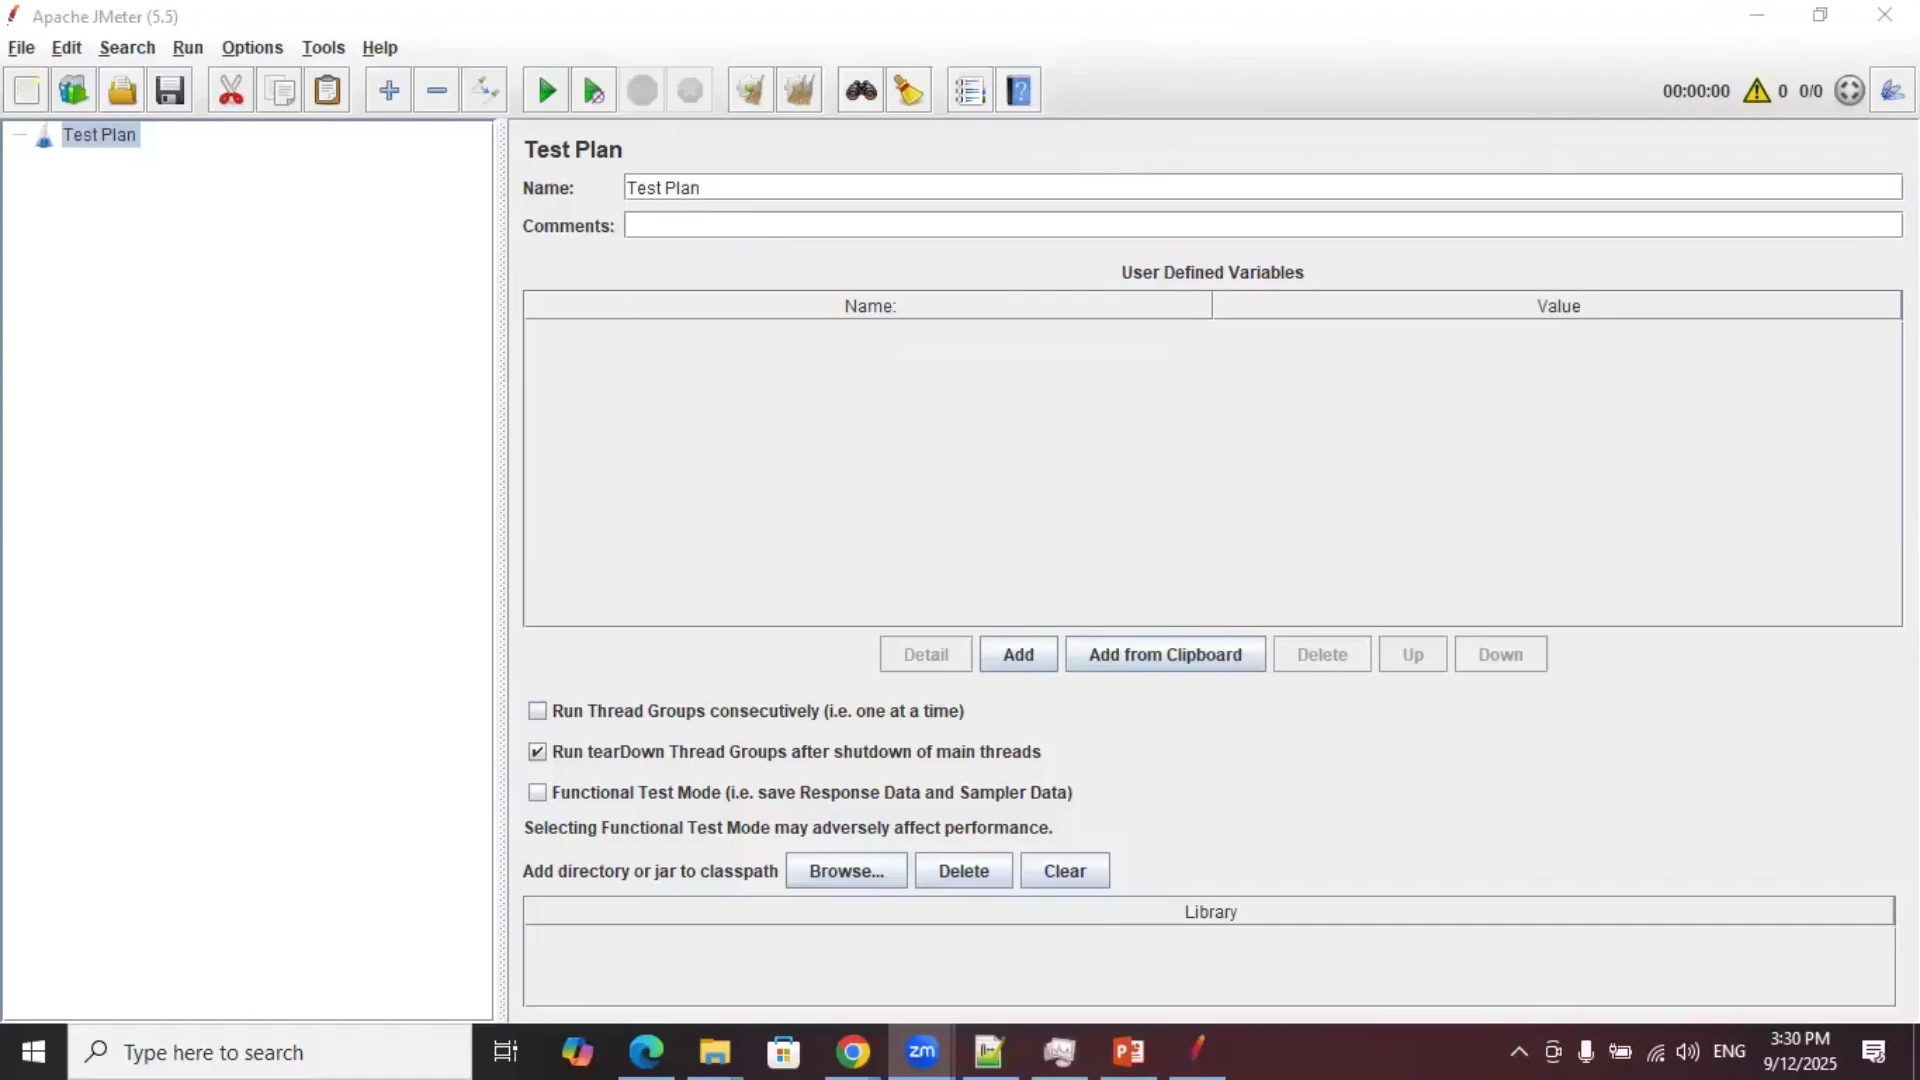 Apache JMeter (5.5)
File Edit Search Run Options Tools Help
00:00:00 0 0/0
Test Plan
Test Plan
Name: Test Plan
Comments:
User Defined Variables
Name: Value
Detail Add Add from Clipboard Delete Up Down
Run Thread Groups consecutively (i.e. one at a time)
Run tearDown Thread Groups after shutdown of main threads
Functional Test Mode (i.e. save Response Data and Sampler Data)
Selecting Functional Test Mode may adversely affect performance.
Add directory or jar to classpath Browse... Delete Clear
Library
Type here to search
zm
ENG
3:30 PM
9/12/2025